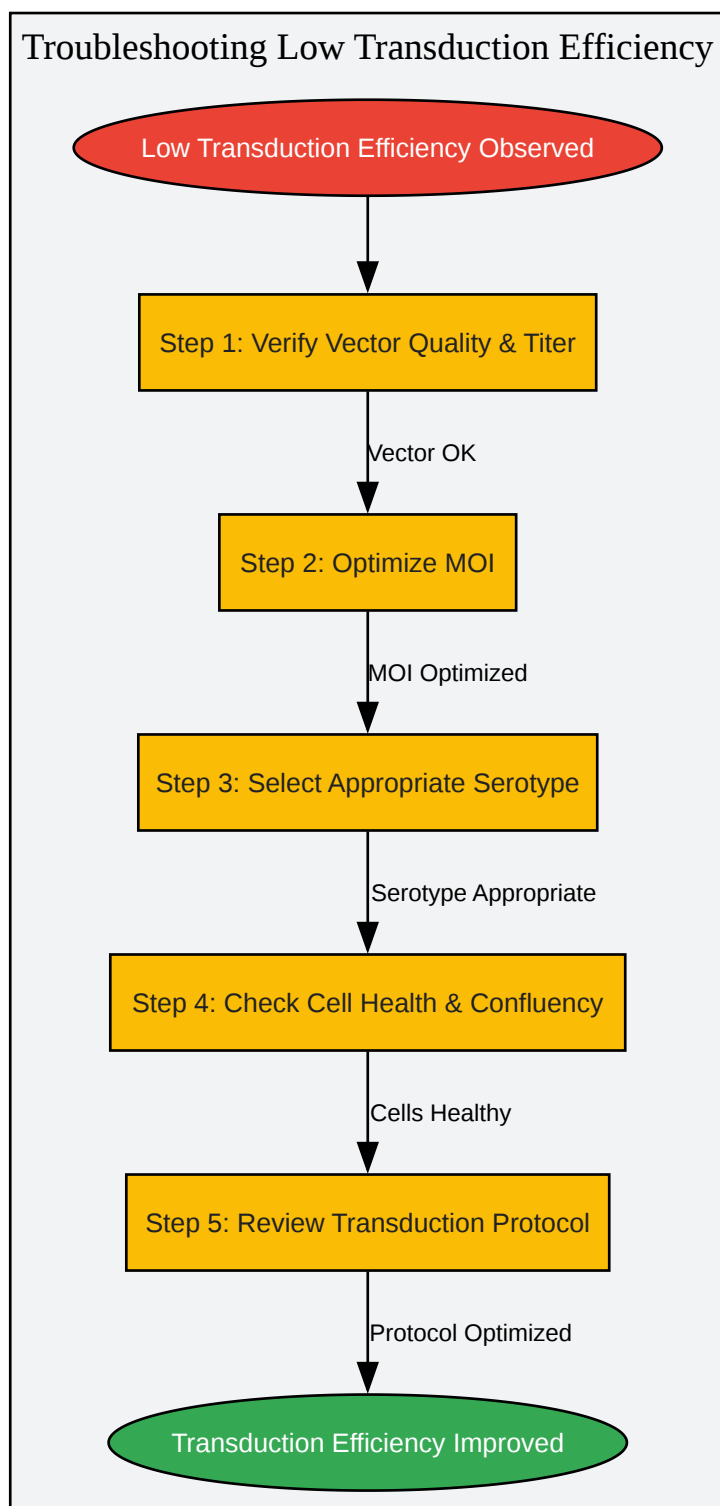 Troubleshooting Low Transduction Efficiency
Low Transduction Efficiency Observed
Step 1: Verify Vector Quality & Titer
Vector OK
Step 2: Optimize MOI
MOI Optimized
Step 3: Select Appropriate Serotype
Serotype Appropriate
Step 4: Check Cell Health & Confluency
Cells Healthy
Step 5: Review Transduction Protocol
Protocol Optimized
Transduction Efficiency Improved